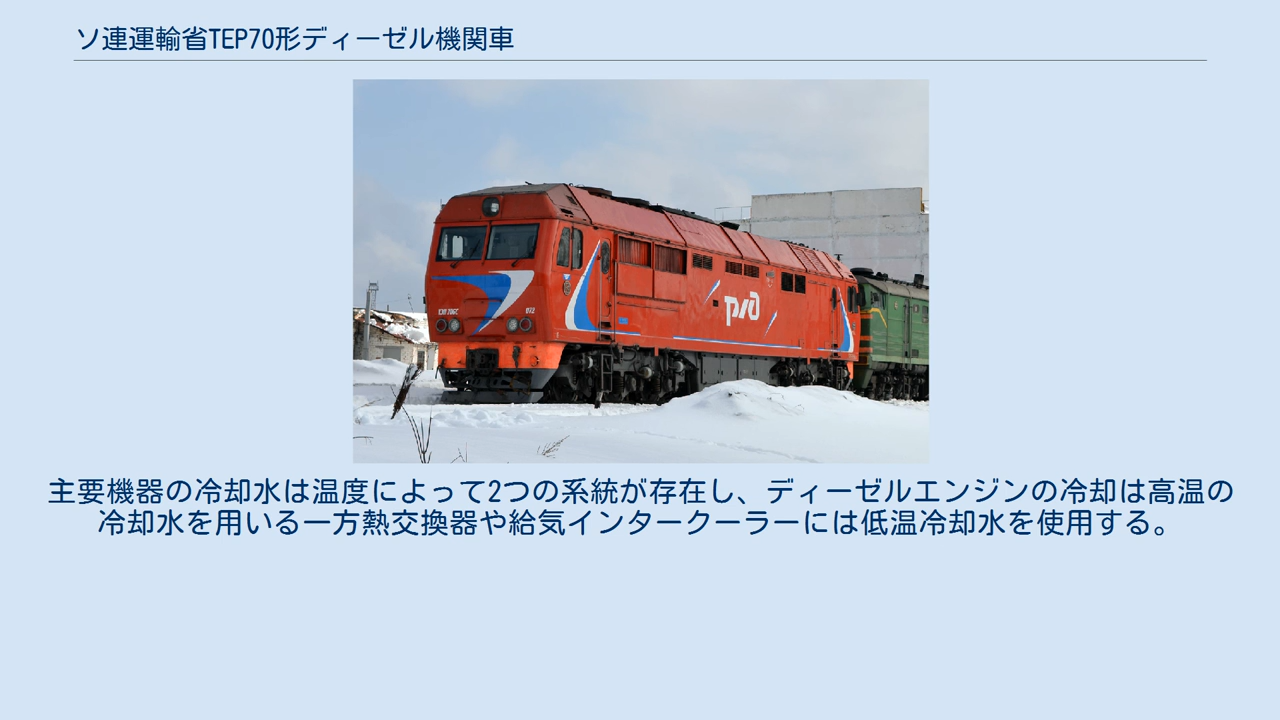 ソ連運輸省TEP70形ディーゼル機関車
pжд
主要機器の冷却水は温度によって2つの系統が存在し、ディーゼルエンジンの冷却は高温の
冷却水を用いる一方熱交換器や給気インタークーラーには低温冷却水を使用する。